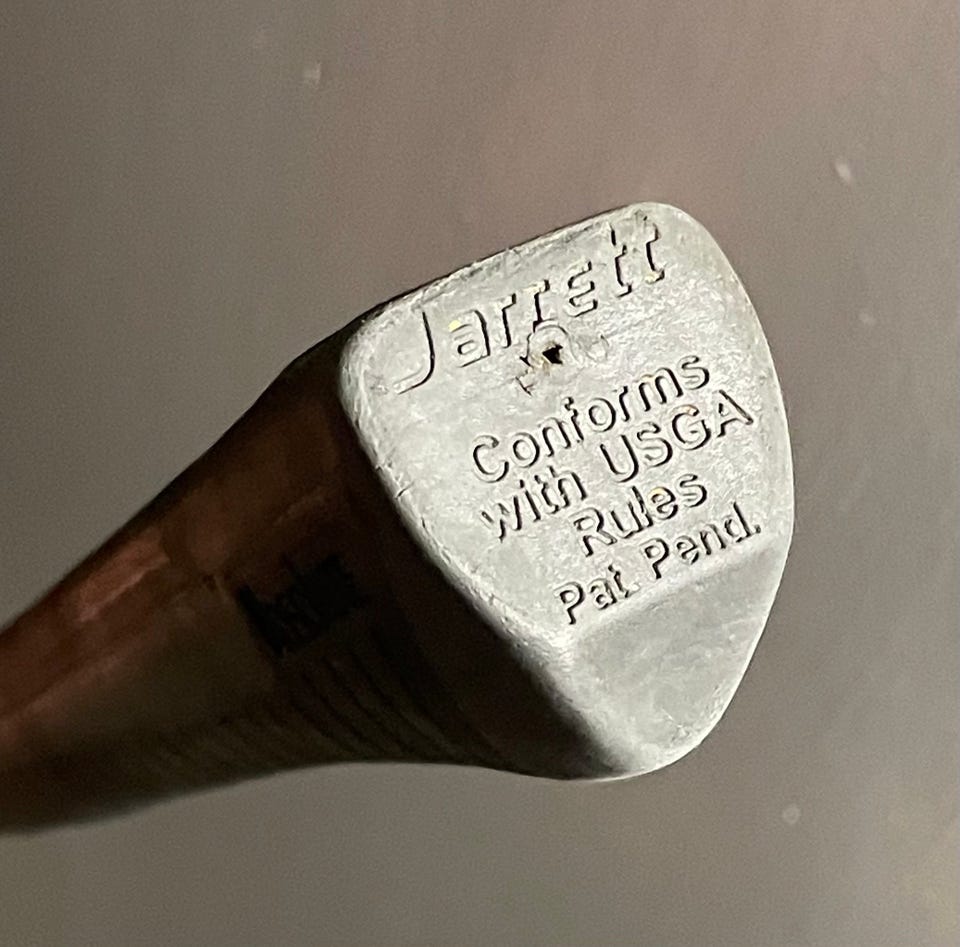 Jarrett
Conforms
with USGA
Rules
Pat Pend.